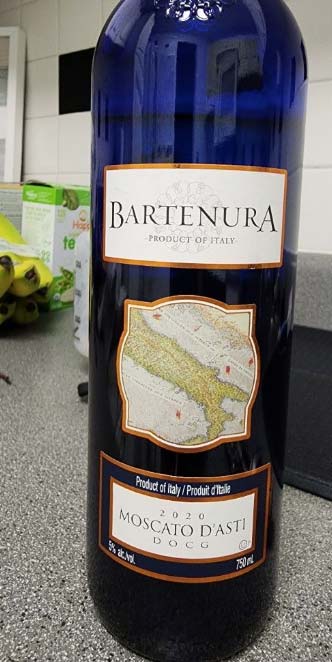 BARTENURA
PRODUCT OF ITALY
Product of Italy / Produit d'Italie
2020
MOSCATO D'ASTI
DOCG
5% alc./vol.
750 mL